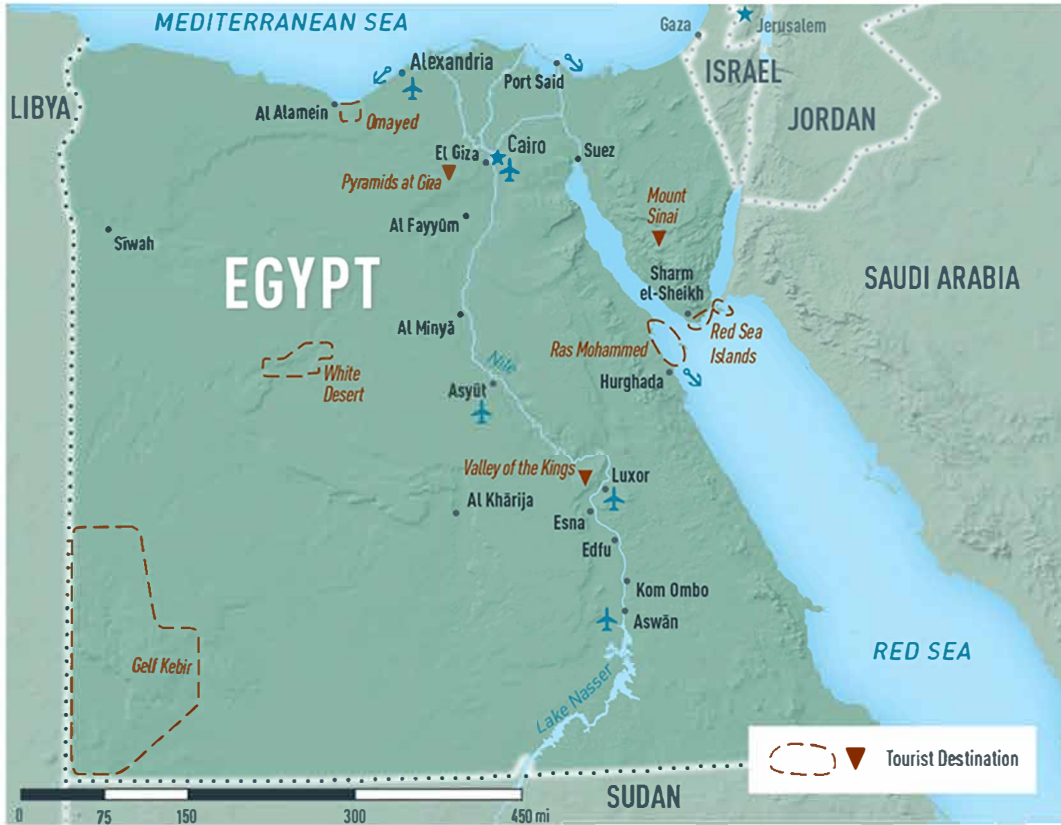 MEDITERRANEAN SEA
Gaza
Jerusalem
Alexandria
Port Said
ISRAEL
LIBYA
Al Alamein
Omayed
JORDAN
El Giza
Cairo
Suez
Pyramids at Giza
Mount
Sinai
Al Fayyūm
Sīwah
EGYPT
Sharm
el-Sheikh
SAUDI ARABIA
Al Minyā
Nile
Ras Mohammed
Red Sea
Islands
White
Desert
Hurghada
Asyūt
Valley of the Kings
Luxor
Al Khārija
Esna
Edfu
Kom Ombo
Aswān
Gelf Kebir
RED SEA
Lake Nasser
Tourist Destination
SUDAN
0 75 150 300 450 mi